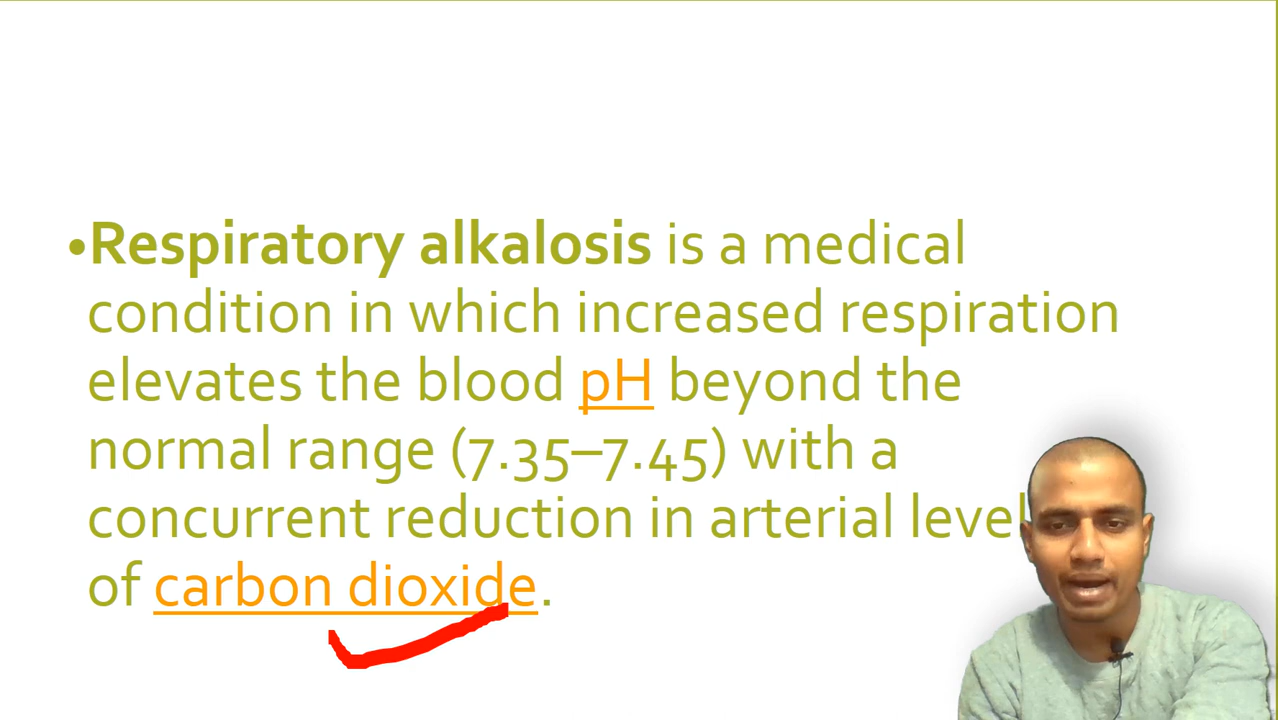 •Respiratory alkalosis is a medical
condition in which increased respiration
elevates the blood pH beyond the
normal range (7.35–7.45) with a
concurrent reduction in arterial level
of carbon dioxide.